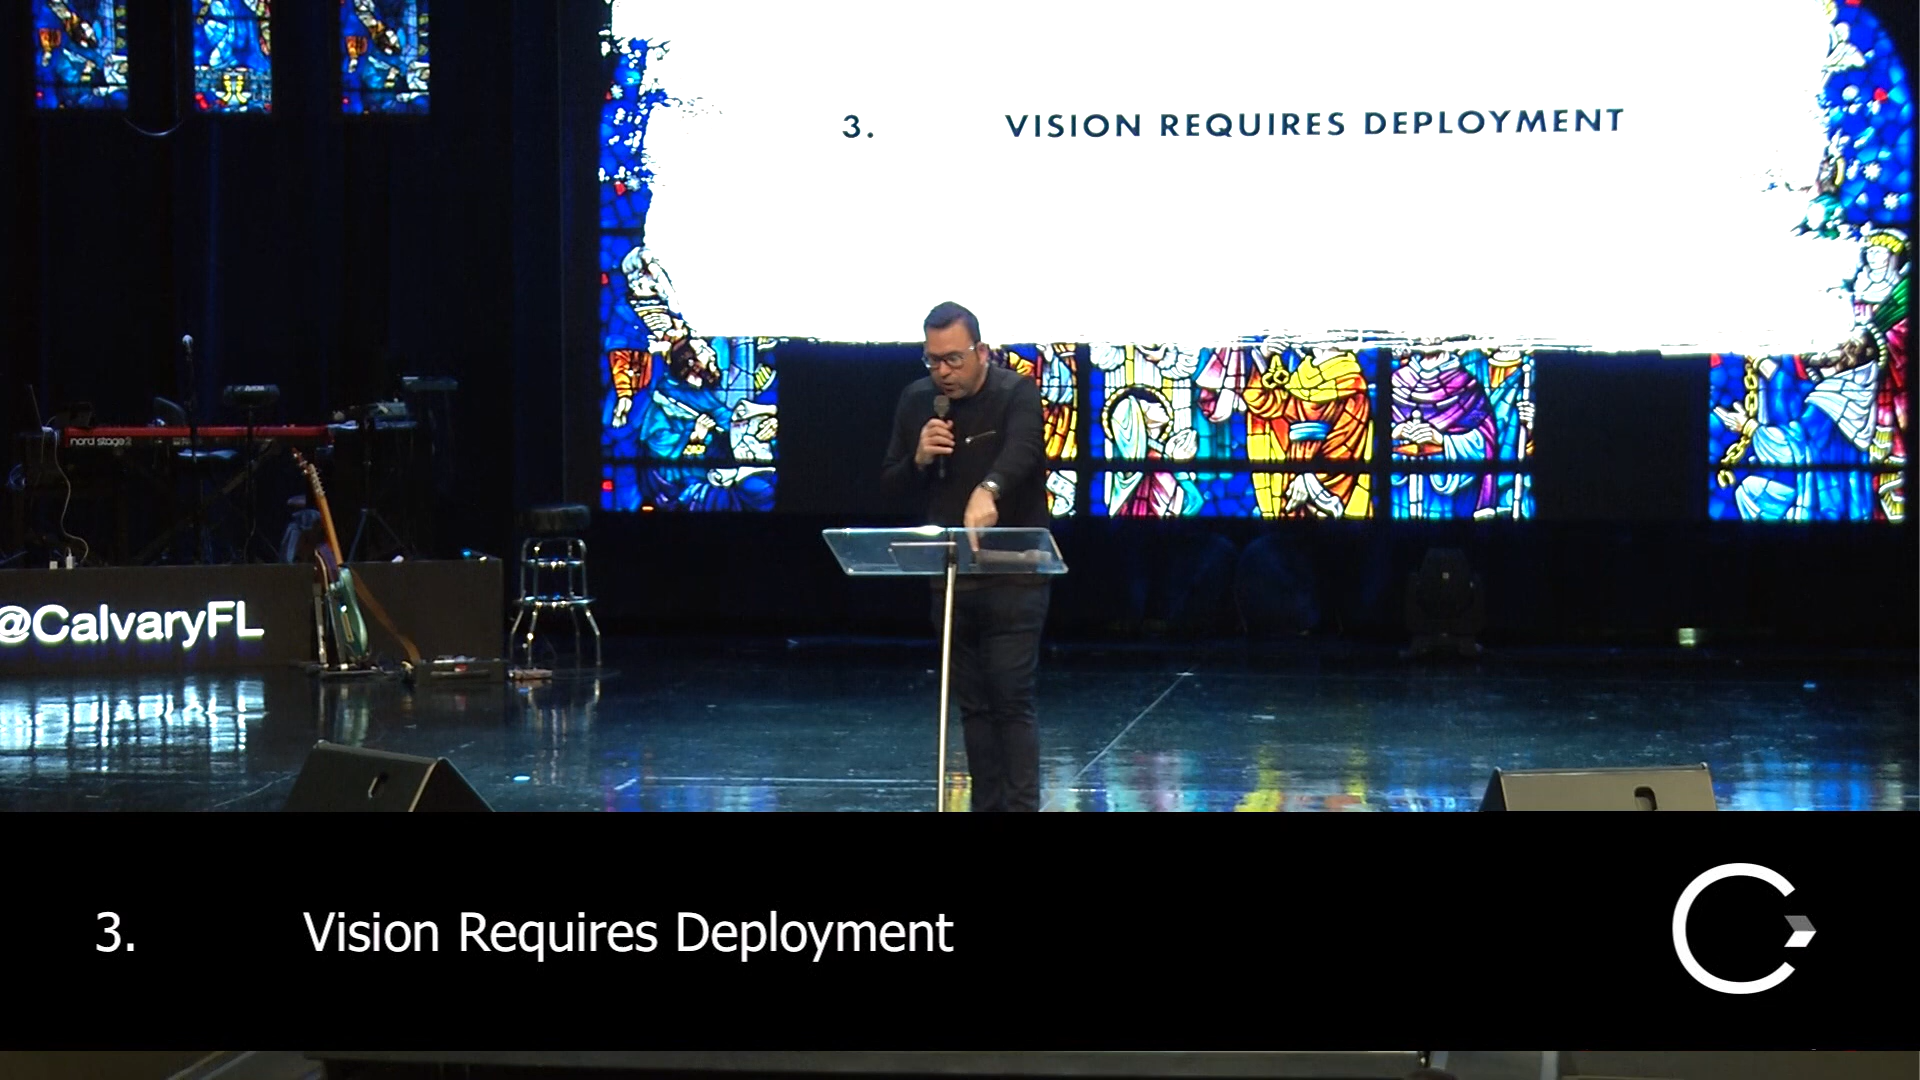 3. VISION REQUIRES DEPLOYMENT
nord stage
@CalvaryFL
3. Vision Requires Deployment